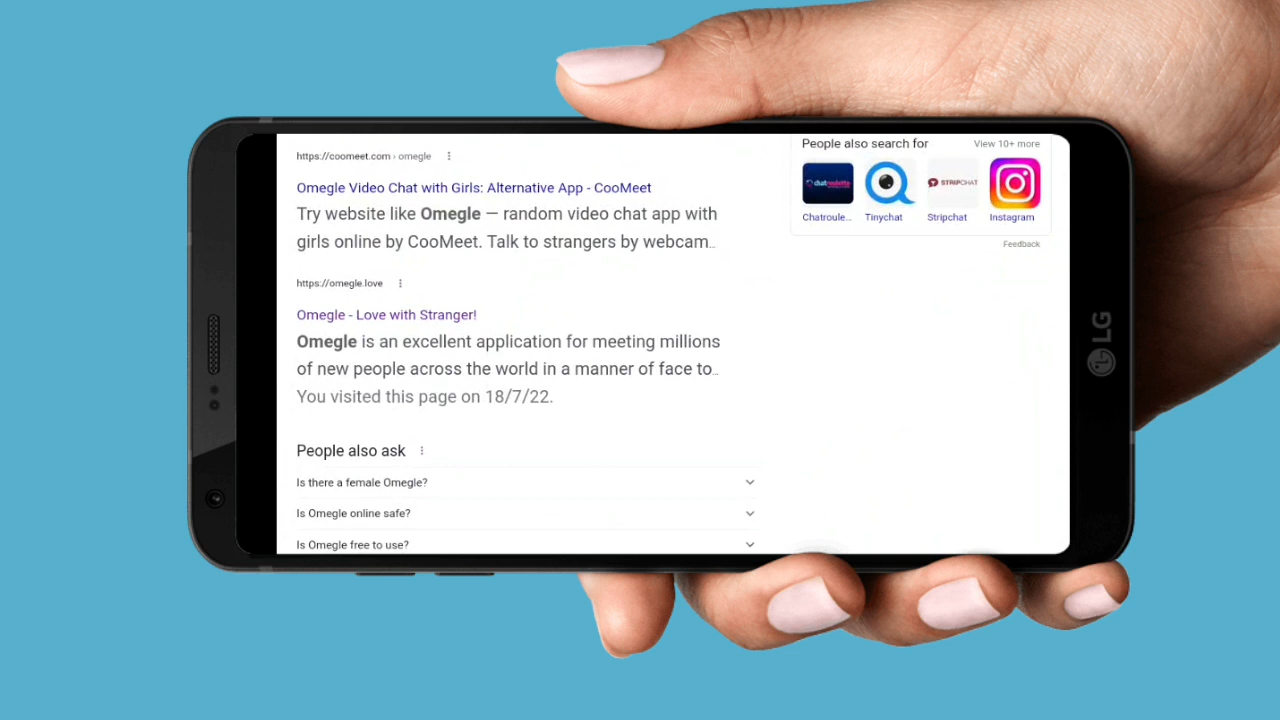 https://coomeet.com › omegle
Omegle Video Chat with Girls: Alternative App - CooMeet
Try website like Omegle — random video chat app with
girls online by CooMeet. Talk to strangers by webcam..
https://omegle.love
Omegle - Love with Stranger!
Omegle is an excellent application for meeting millions
of new people across the world in a manner of face to..
You visited this page on 18/7/22.
People also ask
Is there a female Omegle?
Is Omegle online safe?
Is Omegle free to use?
People also search for
View 10+ more
chatroulette
STRIPCHAT
Chatroule...
Tinychat
Stripchat
Instagram
Feedback
LG